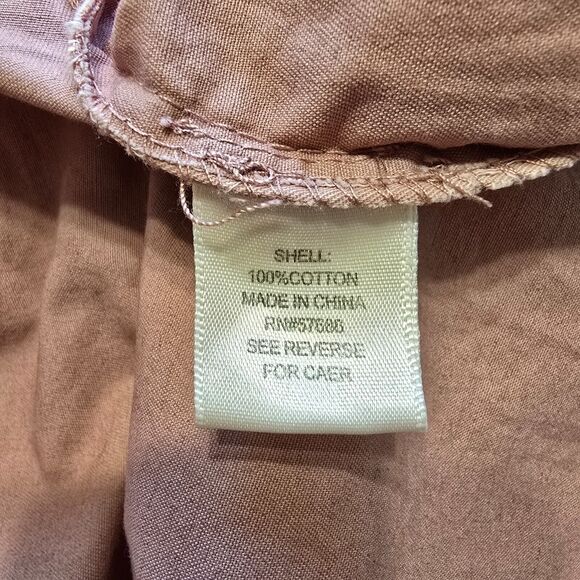 SHELL:
100%COTTON
MADE IN CHINA
RN#57686
SEE REVERSE
FOR CAER